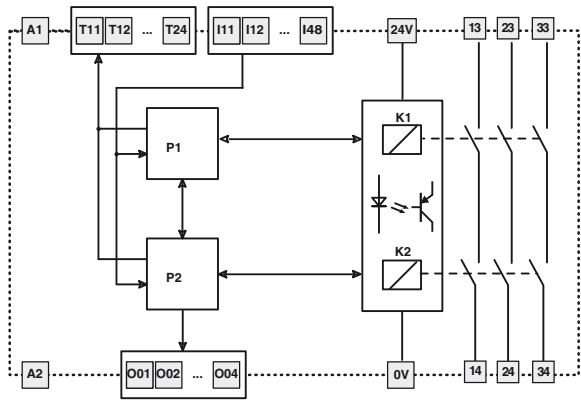 A1 T11 T12 ... T24 I11 I12 ... I48 24V 13 23 33
K1
P1
K2
P2
A2 O01 O02 ... O04 0V 14 24 34